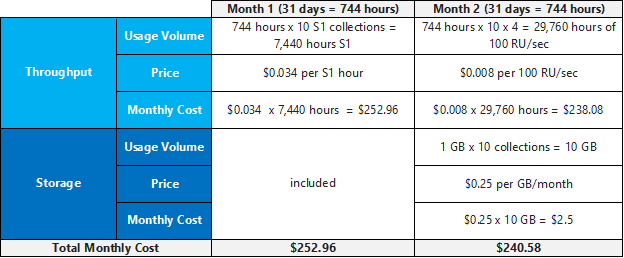 Month 1 (31 days = 744 hours)
Month 2 (31 days = 744 hours)
Throughput
Usage Volume
744 hours x 10 S1 collections =
7,440 hours S1
744 hours x 10 x 4 = 29,760 hours of
100 RU/sec
Price
$0.034 per S1 hour
$0.008 per 100 RU/sec
Monthly Cost
$0.034 x 7,440 hours = $252.96
$0.008 x 29,760 hours = $238.08
Storage
Usage Volume
included
1 GB x 10 collections = 10 GB
Price
$0.25 per GB/month
Monthly Cost
$0.25 x 10 GB = $2.5
Total Monthly Cost
$252.96
$240.58